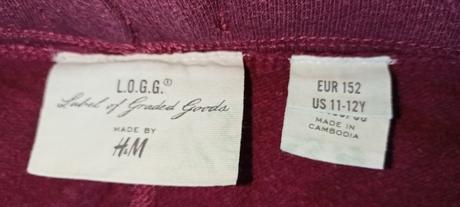 L.O.G.G.®
Label of Graded Goods
MADE BY
H&M
EUR 152
US 11-12Y
MADE IN
CAMBODIA